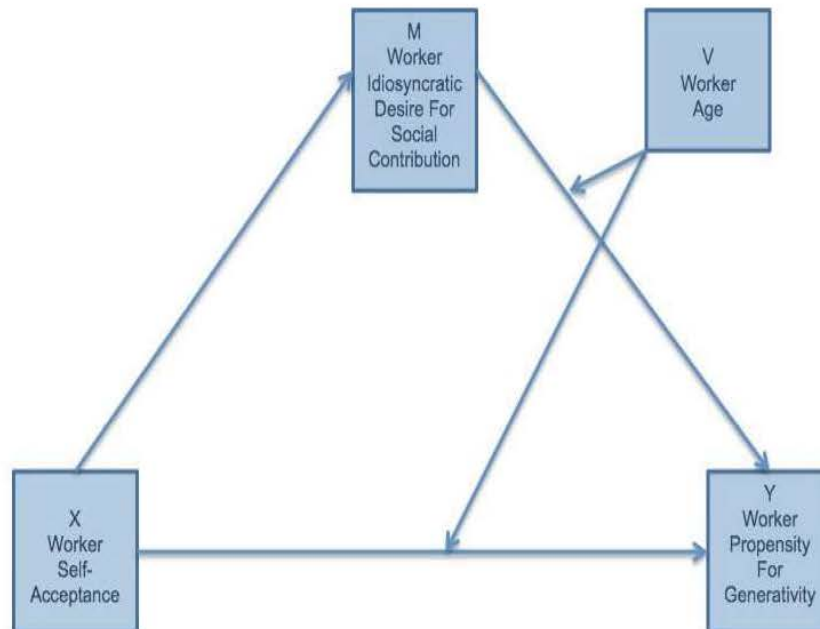 M
Worker
Idiosyncratic
Desire For
Social
Contribution
V
Worker
Age
X
Worker
Self-
Acceptance
Y
Worker
Propensity
For
Generativity